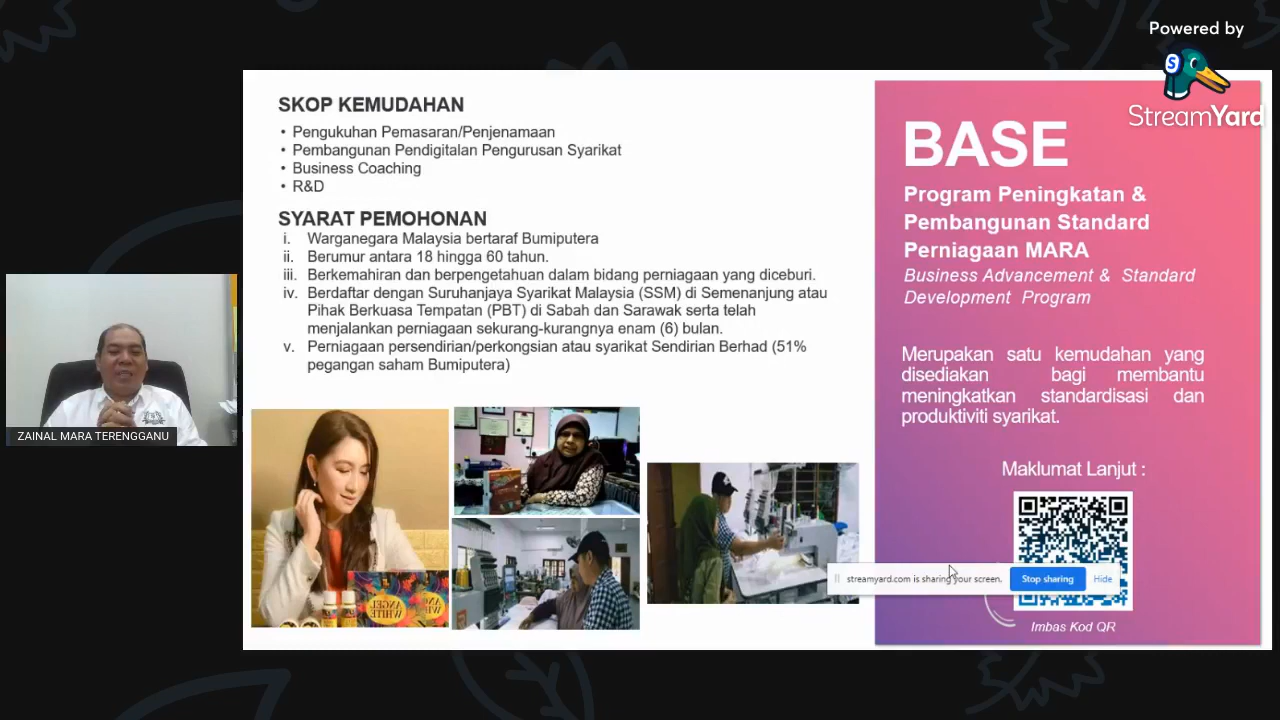 Powered by
StreamYard
SKOP KEMUDAHAN
• Pengukuhan Pemasaran/Penjenamaan
• Pembangunan Pendigitalan Pengurusan Syarikat
• Business Coaching
• R&D
SYARAT PEMOHONAN
i. Warganegara Malaysia bertaraf Bumiputera
ii. Berumur antara 18 hingga 60 tahun.
iii. Berkemahiran dan berpengetahuan dalam bidang perniagaan yang diceburi.
iv. Berdaftar dengan Suruhanjaya Syarikat Malaysia (SSM) di Semenanjung atau
Pihak Berkuasa Tempatan (PBT) di Sabah dan Sarawak serta telah
menjalankan perniagaan sekurang-kurangnya enam (6) bulan.
v. Perniagaan persendirian/perkongsian atau syarikat Sendirian Berhad (51%
pegangan saham Bumiputera)
BASE
Program Peningkatan &
Pembangunan Standard
Perniagaan MARA
Business Advancement & Standard
Development Program
Merupakan satu kemudahan yang
disediakan bagi membantu
meningkatkan standardisasi dan
produktiviti syarikat.
Maklumat Lanjut :
streamyard.com is sharing your screen.
Stop sharing
Hide
Imbas Kod QR
ZAINAL MARA TERENGGANU
ANGEL
WHITE